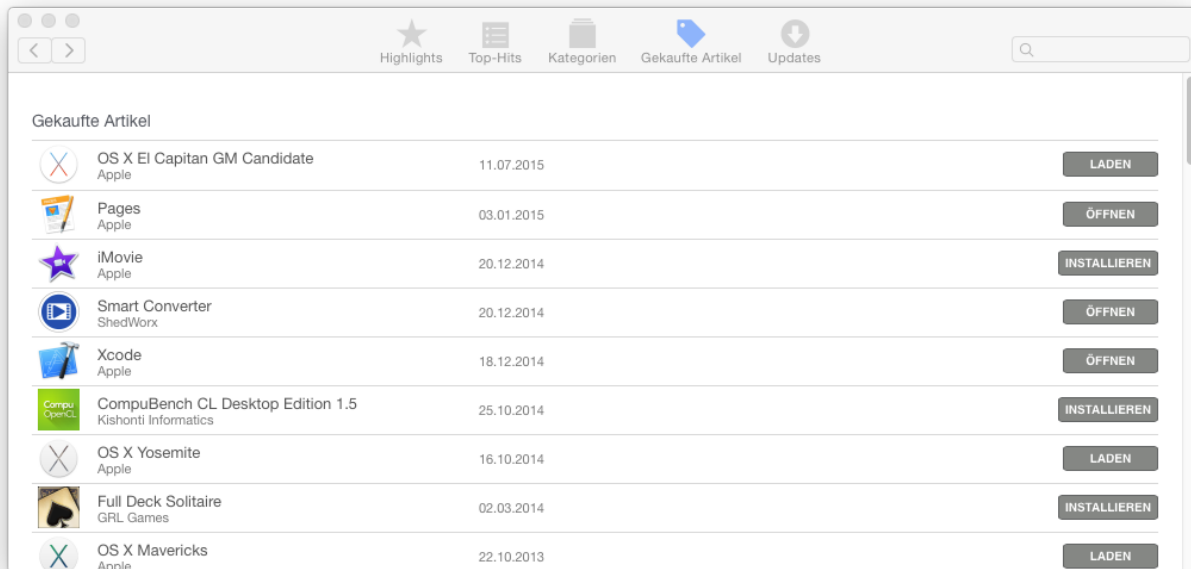 Highlights Top-Hits Kategorien Gekaufte Artikel Updates
Gekaufte Artikel
OS X El Capitan GM Candidate
Apple
11.07.2015
LADEN
Pages
Apple
03.01.2015
ÖFFNEN
iMovie
Apple
20.12.2014
INSTALLIEREN
Smart Converter
ShedWorx
20.12.2014
ÖFFNEN
Xcode
Apple
18.12.2014
ÖFFNEN
Compu
OpenCL
CompuBench CL Desktop Edition 1.5
Kishonti Informatics
25.10.2014
INSTALLIEREN
OS X Yosemite
Apple
16.10.2014
LADEN
Full Deck Solitaire
GRL Games
02.03.2014
INSTALLIEREN
OS X Mavericks
Apple
22.10.2013
LADEN